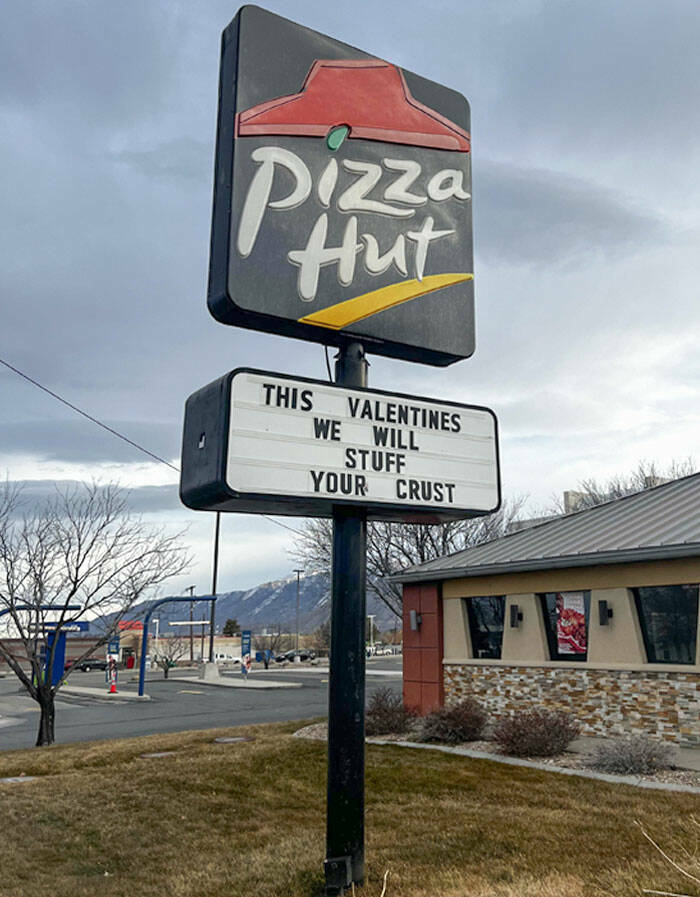 Pizza
Hut
THIS VALENTINES
WE WILL
STUFF
YOUR CRUST